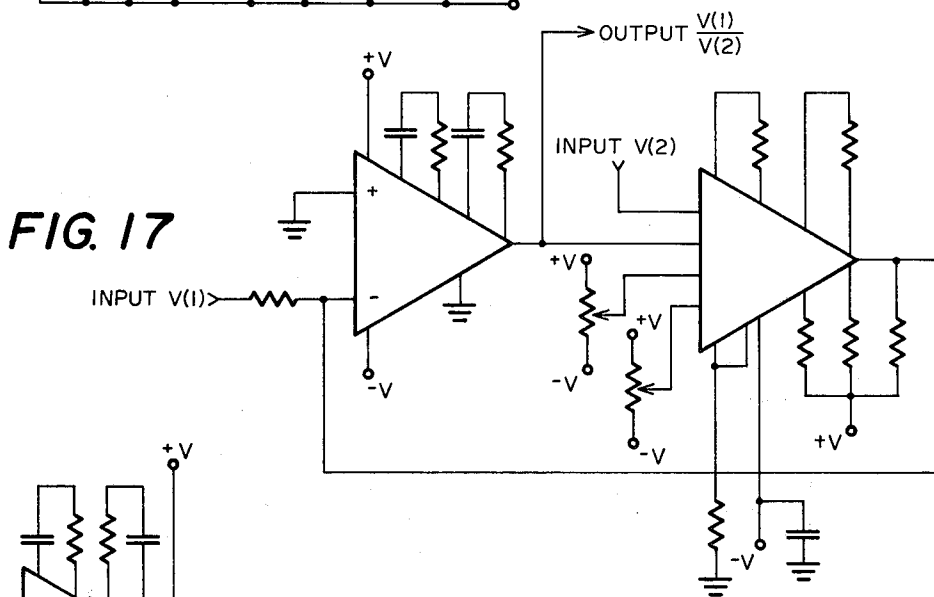 OUTPUT V(1)/V(2)
+V
INPUT V(2)
+
FIG. 17
+V
INPUT V(1)
-
+V
-V
-V
-V
+V
+V
-V